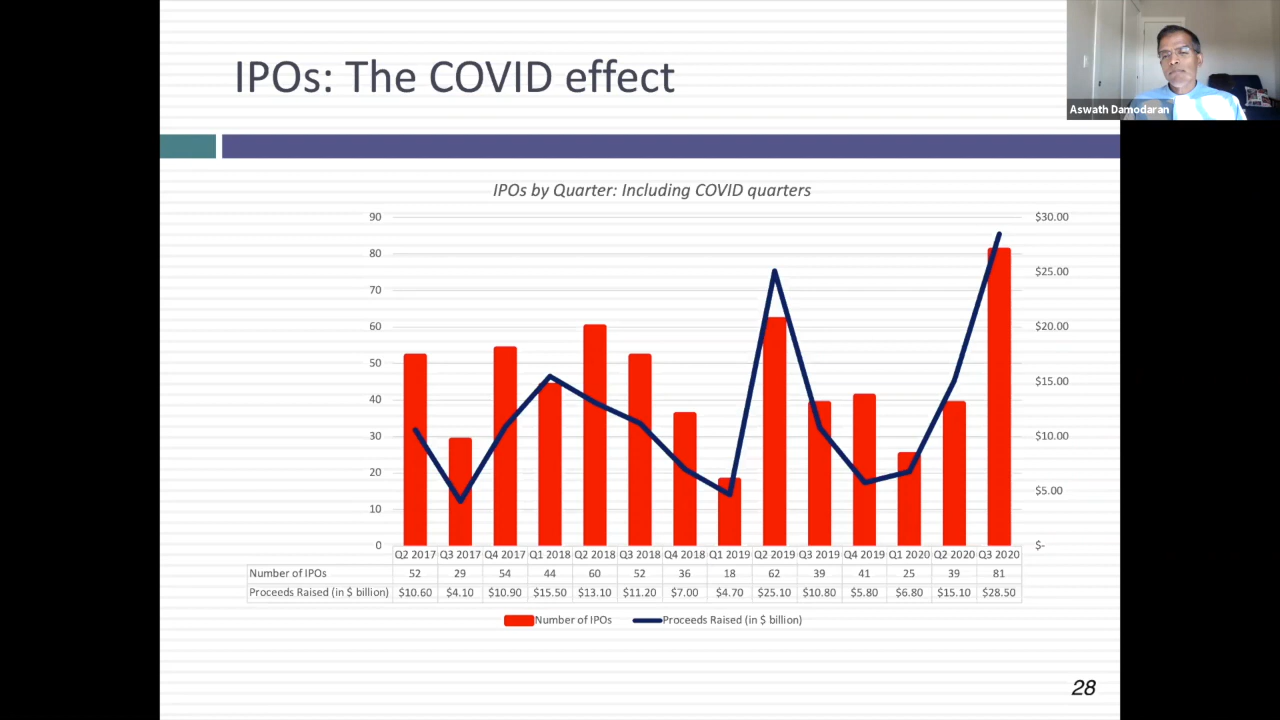 IPOs: The COVID effect
Aswath Damodaran
IPOs by Quarter: Including COVID quarters
90 $30.00
80 $25.00
70
60 $20.00
50 $15.00
40
30 $10.00
20 $5.00
10
0 $-
Q2 2017 Q3 2017 Q4 2017 Q1 2018 Q2 2018 Q3 2018 Q4 2018 Q1 2019 Q2 2019 Q3 2019 Q4 2019 Q1 2020 Q2 2020 Q3 2020
Number of IPOs 52 29 54 44 60 52 36 18 62 39 41 25 39 81
Proceeds Raised (in $ billion) $10.60 $4.10 $10.90 $15.50 $13.10 $11.20 $7.00 $4.70 $25.10 $10.80 $5.80 $6.80 $15.10 $28.50
Number of IPOs Proceeds Raised (in $ billion)
28